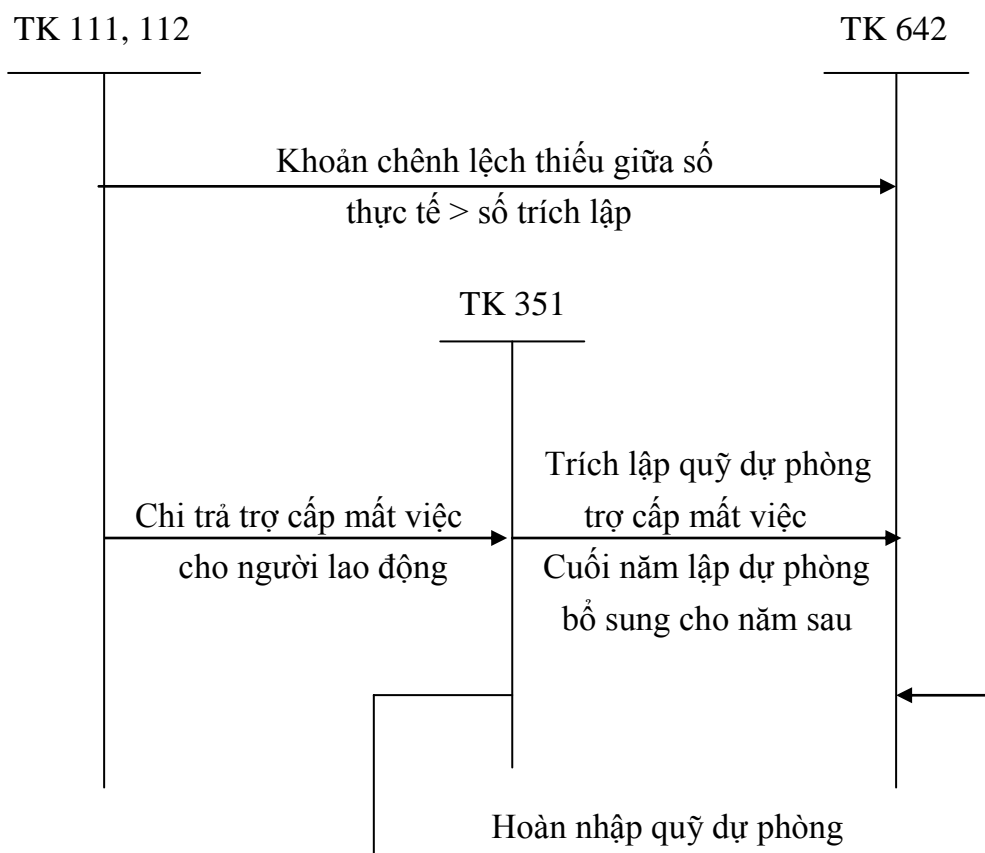 TK 111, 112
TK 642
Khoản chênh lệch thiếu giữa số
thực tế > số trích lập
TK 351
Chi trả trợ cấp mất việc
cho người lao động
Trích lập quỹ dự phòng
trợ cấp mất việc
Cuối năm lập dự phòng
bổ sung cho năm sau
Hoàn nhập quỹ dự phòng